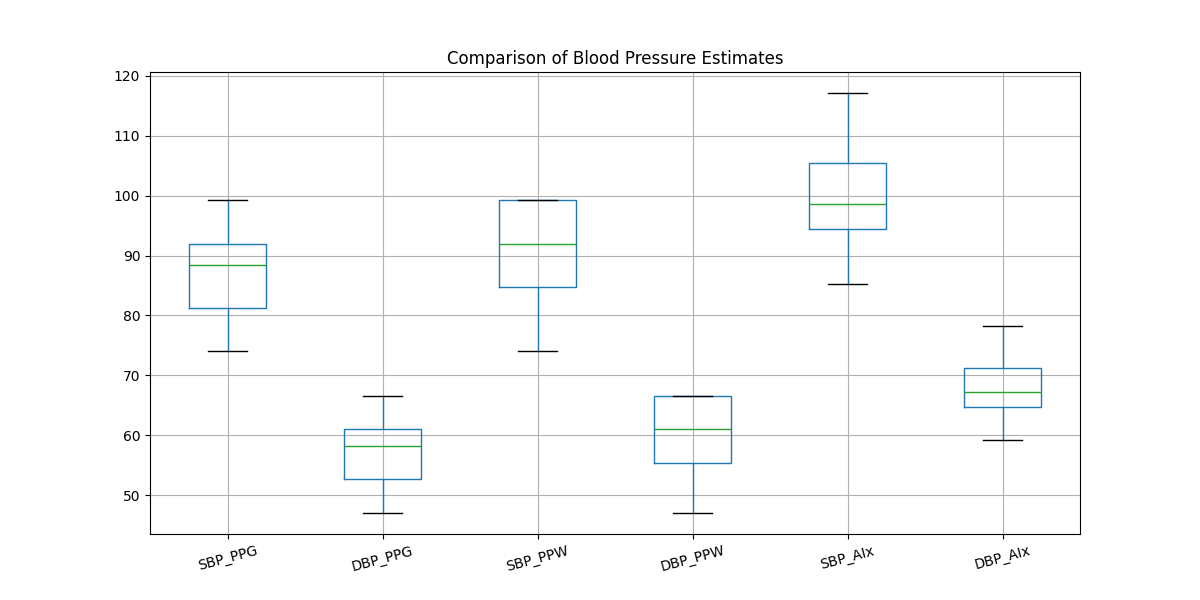 Comparison of Blood Pressure Estimates
120
110
100
90
80
70
60
50
SBP_PPG
DBP_PPG
SBP_PPW
DBP_PPW
SBP_AIx
DBP_AIx